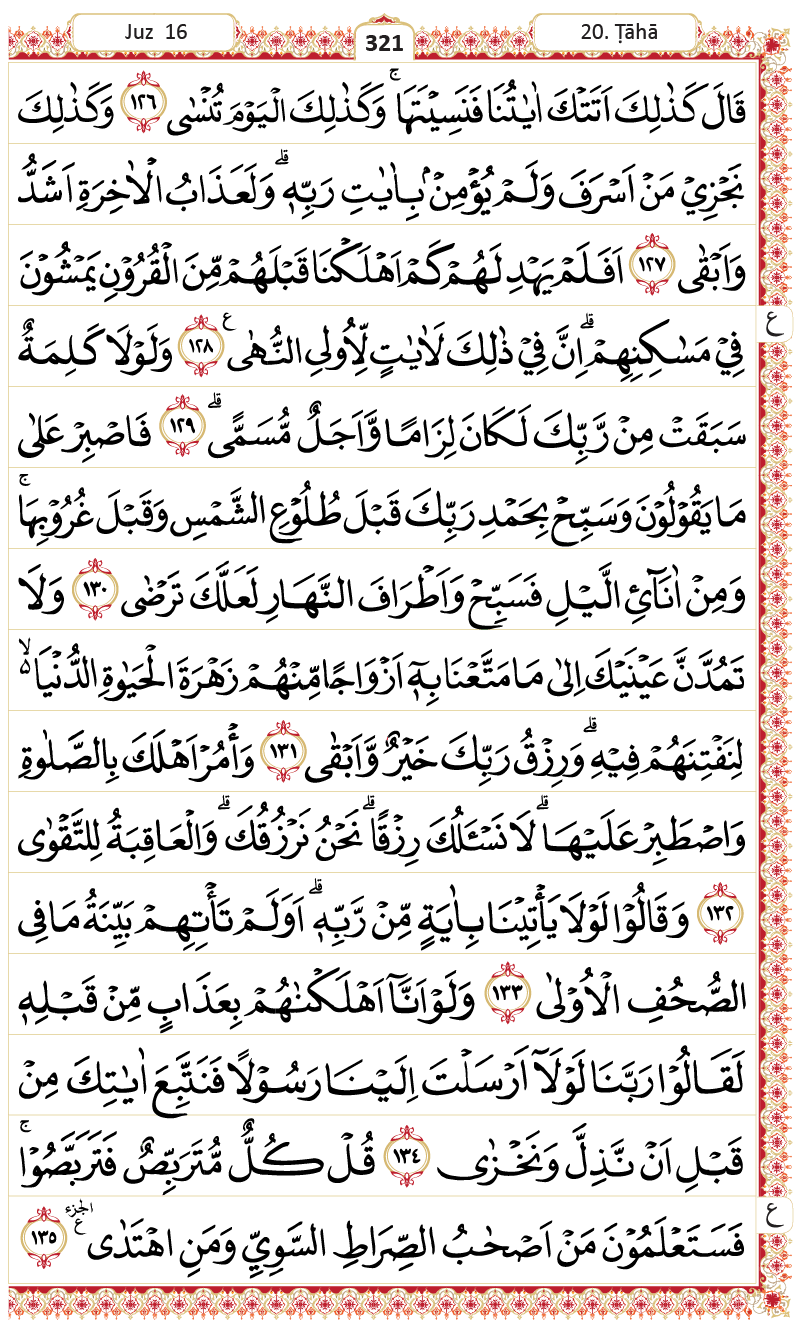 Juz 16
321
20. Ṭāhā
قَالَ كَذٰلِكَ اَتَتْكَ اٰيٰتُنَا فَنَسِيْتَهَا ۚ وَكَذٰلِكَ الْيَوْمَ تُنْسٰى ١٢٦ وَكَذٰلِكَ
نَجْزِيْ مَنْ اَسْرَفَ وَلَمْ يُؤْمِنْۢ بِاٰيٰتِ رَبِّهٖ ؕ وَلَعَذَابُ الْاٰخِرَةِ اَشَدُّ
وَاَبْقٰى ١٢٧ اَفَلَمْ يَهْدِ لَهُمْ كَمْ اَهْلَكْنَا قَبْلَهُمْ مِّنَ الْقُرُوْنِ يَمْشُوْنَ
فِيْ مَسٰكِنِهِمْ ؕ اِنَّ فِيْ ذٰلِكَ لَاٰيٰتٍ لِّاُولِي النُّهٰى ع ١٢٨ وَلَوْلَا كَلِمَةٌ
ع
سَبَقَتْ مِنْ رَّبِّكَ لَكَانَ لِزَامًا وَّاَجَلٌ مُّسَمًّى ؕ ١٢٩ فَاصْبِرْ عَلٰى
مَا يَقُوْلُوْنَ وَسَبِّحْ بِحَمْدِ رَبِّكَ قَبْلَ طُلُوْعِ الشَّمْسِ وَقَبْلَ غُرُوْبِهَا ۚ
وَمِنْ اٰنَآئِ الَّيْلِ فَسَبِّحْ وَاَطْرَافَ النَّهَارِ لَعَلَّكَ تَرْضٰى ١٣٠ وَلَا
تَمُدَّنَّ عَيْنَيْكَ اِلٰى مَا مَتَّعْنَا بِهٖٓ اَزْوَاجًا مِّنْهُمْ زَهْرَةَ الْحَيٰوةِ الدُّنْيَا ۙ۵
لِنَفْتِنَهُمْ فِيْهِ ؕ وَرِزْقُ رَبِّكَ خَيْرٌ وَّاَبْقٰى ١٣١ وَأْمُرْ اَهْلَكَ بِالصَّلٰوةِ
وَاصْطَبِرْ عَلَيْهَا ؕ لَا نَسْـَٔلُكَ رِزْقًا ؕ نَحْنُ نَرْزُقُكَ ؕ وَالْعَاقِبَةُ لِلتَّقْوٰى
١٣٢ وَقَالُوْا لَوْلَا يَأْتِيْنَا بِاٰيَةٍ مِّنْ رَّبِّهٖ ؕ اَوَلَمْ تَأْتِهِمْ بَيِّنَةُ مَا فِى
الصُّحُفِ الْاُوْلٰى ١٣٣ وَلَوْ اَنَّآ اَهْلَكْنٰهُمْ بِعَذَابٍ مِّنْ قَبْلِهٖ
لَقَالُوْا رَبَّنَا لَوْلَآ اَرْسَلْتَ اِلَيْنَا رَسُوْلًا فَنَتَّبِعَ اٰيٰتِكَ مِنْ
قَبْلِ اَنْ نَّذِلَّ وَنَخْزٰى ١٣٤ قُلْ كُلٌّ مُّتَرَبِّصٌ فَتَرَبَّصُوْا ۚ
فَسَتَعْلَمُوْنَ مَنْ اَصْحٰبُ الصِّرَاطِ السَّوِيِّ وَمَنِ اهْتَدٰى الجزء ع ١٣٥
ع